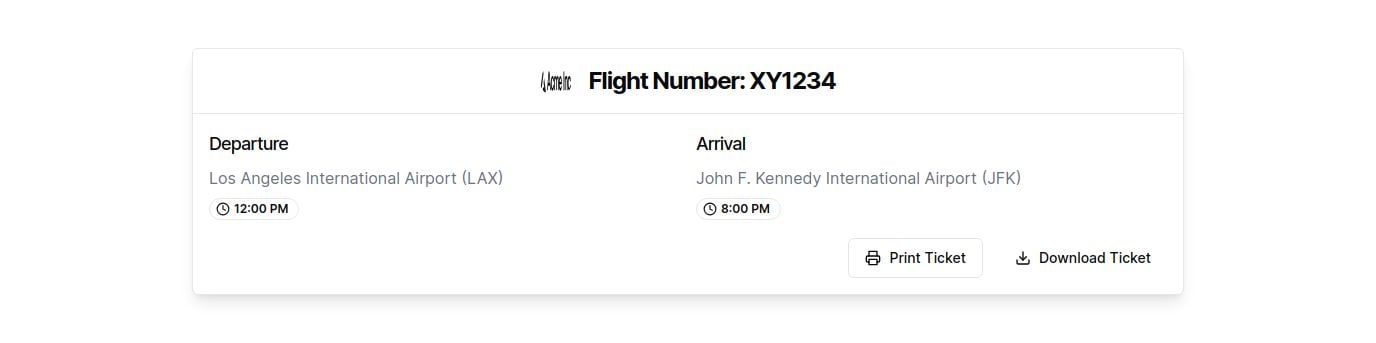 Acme Inc
Flight Number: XY1234
Departure
Los Angeles International Airport (LAX)
12:00 PM
Arrival
John F. Kennedy International Airport (JFK)
8:00 PM
Print Ticket
Download Ticket